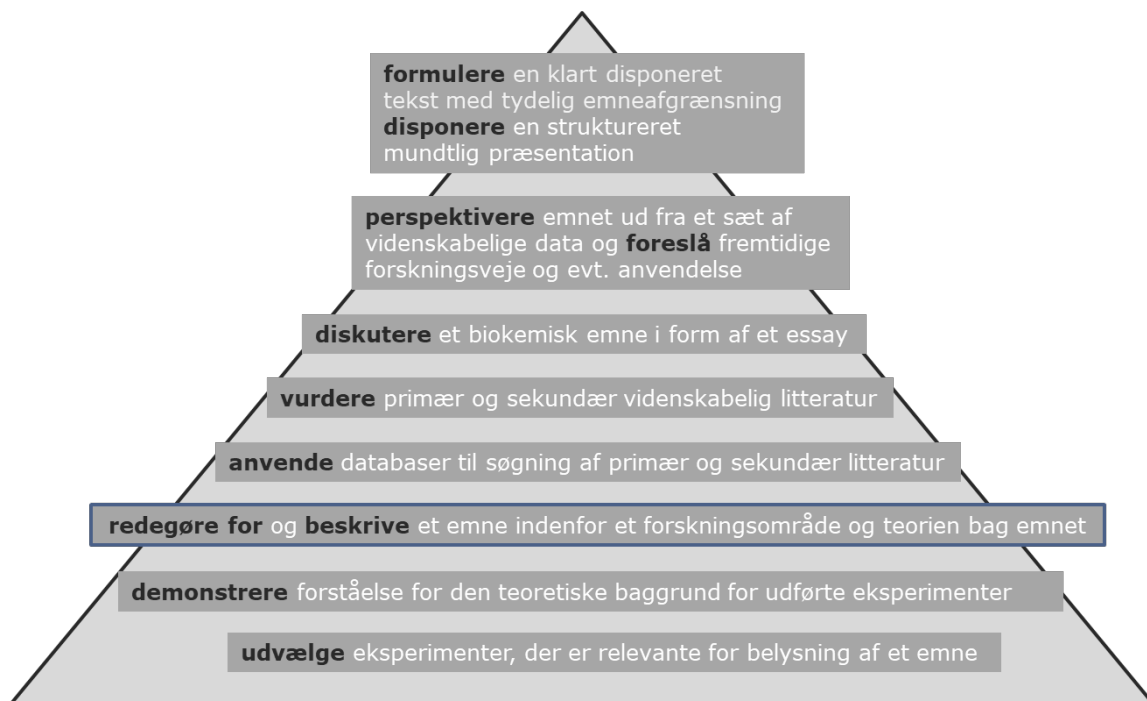 formulere en klart disponeret
tekst med tydelig emneafgrænsning
disponere en struktureret
mundtlig præsentation
perspektivere emnet ud fra et sæt af
videnskabelige data og foreslå fremtidige
forskningsveje og evt. anvendelse
diskutere et biokemisk emne i form af et essay
vurdere primær og sekundær videnskabelig litteratur
anvende databaser til søgning af primær og sekundær litteratur
redegøre for og beskrive et emne indenfor et forskningsområde og teorien bag emnet
demonstrere forståelse for den teoretiske baggrund for udførte eksperimenter
udvælge eksperimenter, der er relevante for belysning af et emne